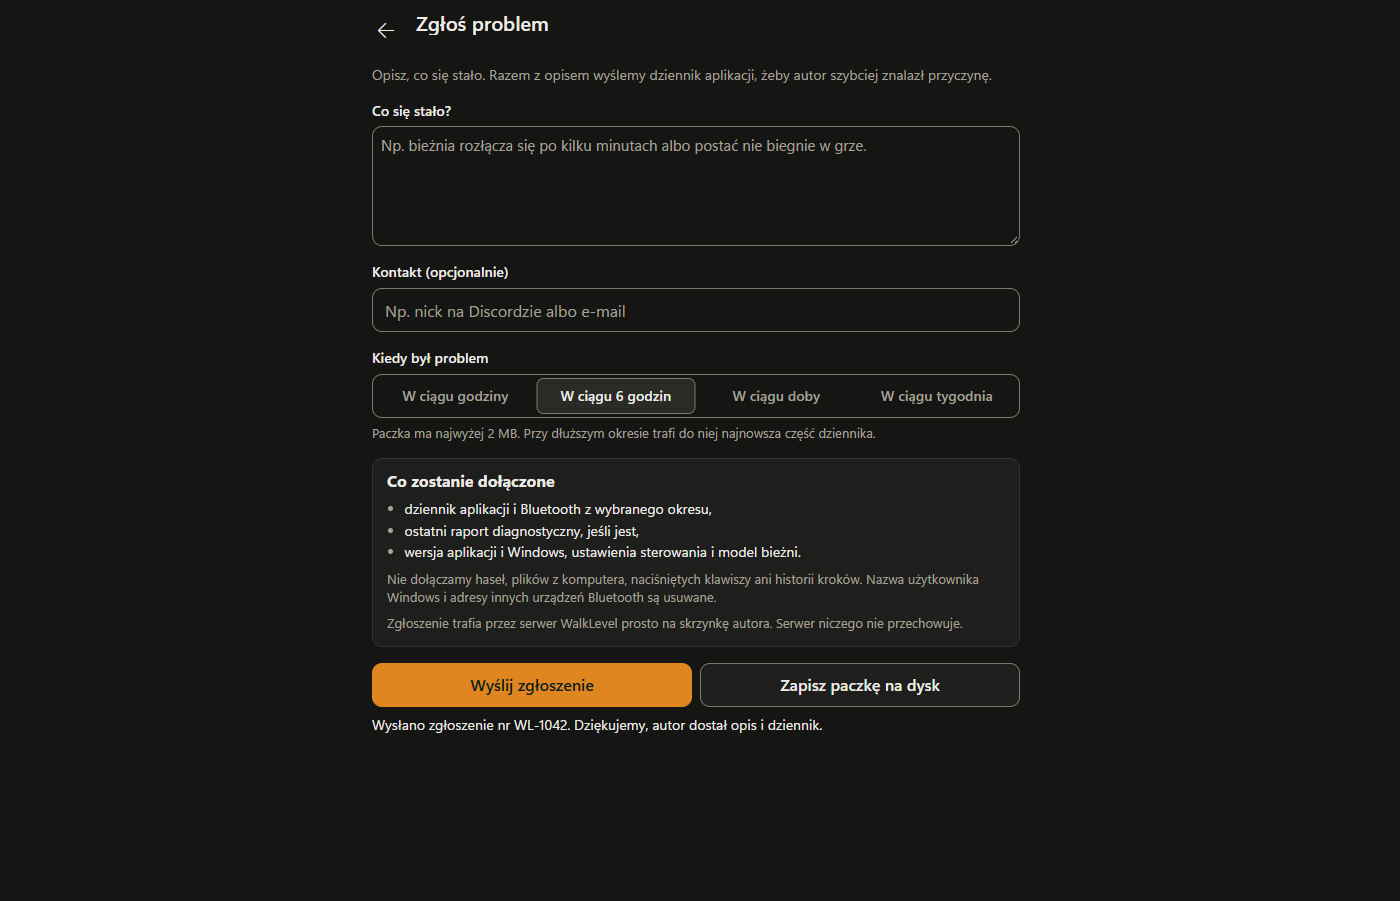 Zgłoś problem
Opisz, co się stało. Razem z opisem wyślemy dziennik aplikacji, żeby autor szybciej znalazł przyczynę.
Co się stało?
Np. bieżnia rozłącza się po kilku minutach albo postać nie biegnie w grze.
Kontakt (opcjonalnie)
Np. nick na Discordzie albo e-mail
Kiedy był problem
W ciągu godziny W ciągu 6 godzin W ciągu doby W ciągu tygodnia
Paczka ma najwyżej 2 MB. Przy dłuższym okresie trafi do niej najnowsza część dziennika.
Co zostanie dołączone
• dziennik aplikacji i Bluetooth z wybranego okresu,
• ostatni raport diagnostyczny, jeśli jest,
• wersja aplikacji i Windows, ustawienia sterowania i model bieżni.
Nie dołączamy haseł, plików z komputera, naciśniętych klawiszy ani historii kroków. Nazwa użytkownika
Windows i adresy innych urządzeń Bluetooth są usuwane.
Zgłoszenie trafia przez serwer WalkLevel prosto na skrzynkę autora. Serwer niczego nie przechowuje.
Wyślij zgłoszenie Zapisz paczkę na dysk
Wysłano zgłoszenie nr WL-1042. Dziękujemy, autor dostał opis i dziennik.